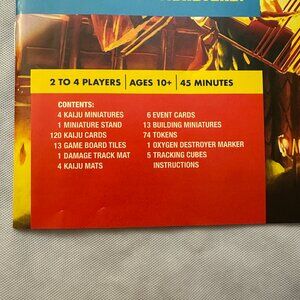 2 TO 4 PLAYERS | AGES 10+ | 45 MINUTES
CONTENTS:
4 KAIJU MINIATURES
1 MINIATURE STAND
120 KAIJU CARDS
13 GAME BOARD TILES
1 DAMAGE TRACK MAT
4 KAIJU MATS
6 EVENT CARDS
13 BUILDING MINIATURES
74 TOKENS
1 OXYGEN DESTROYER MARKER
5 TRACKING CUBES
INSTRUCTIONS